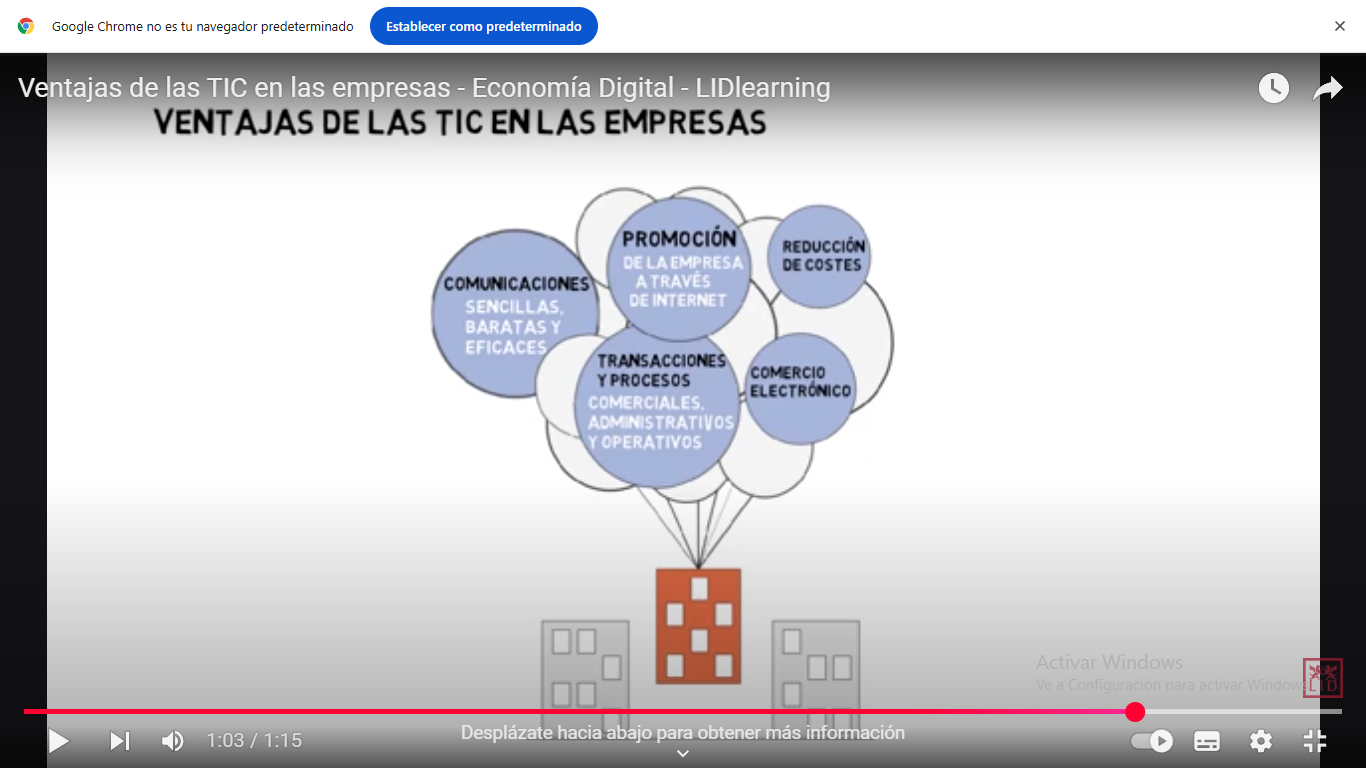 Google Chrome no es tu navegador predeterminado
Establecer como predeterminado
Ventajas de las TIC en las empresas - Economía Digital - LIDlearning
VENTAJAS DE LAS TIC EN LAS EMPRESAS
COMUNICACIONES
SENCILLAS,
BARATAS Y
EFICACES
PROMOCIÓN
DE LA EMPRESA
A TRAVÉS
DE INTERNET
REDUCCIÓN
DE COSTES
TRANSACCIONES
Y PROCESOS
COMERCIALES,
ADMINISTRATIVOS
Y OPERATIVOS
COMERCIO
ELECTRÓNICO
Activar Windows
Ve a Configuración para activar Windows
LID
1:03 / 1:15
Desplázate hacia abajo para obtener más información